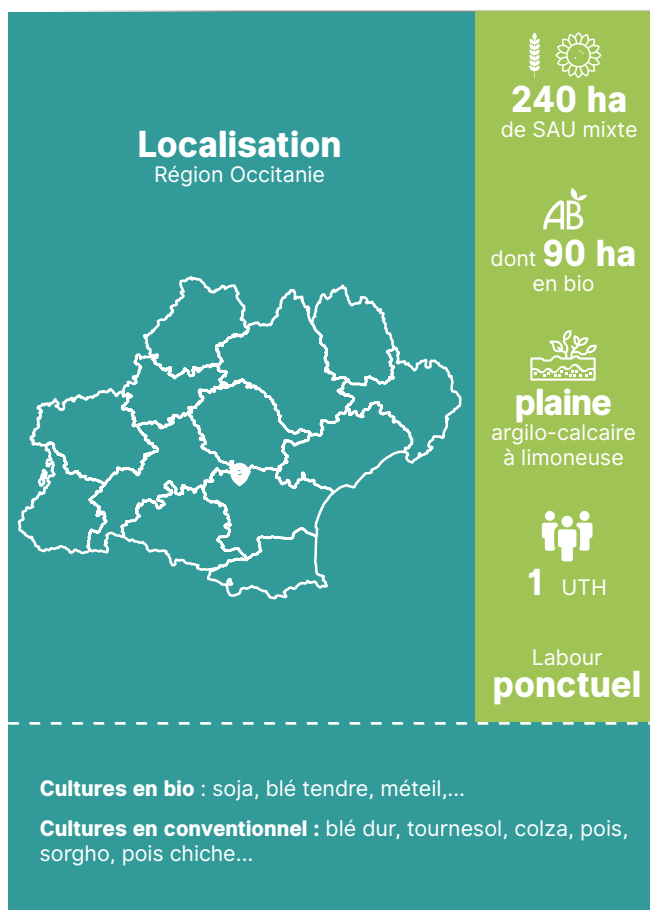 Localisation
Région Occitanie
240 ha
de SAU mixte
AB
dont 90 ha
en bio
plaine
argilo-calcaire
à limoneuse
1 UTH
Labour
ponctuel
Cultures en bio : soja, blé tendre, méteil,...
Cultures en conventionnel : blé dur, tournesol, colza, pois,
sorgho, pois chiche...